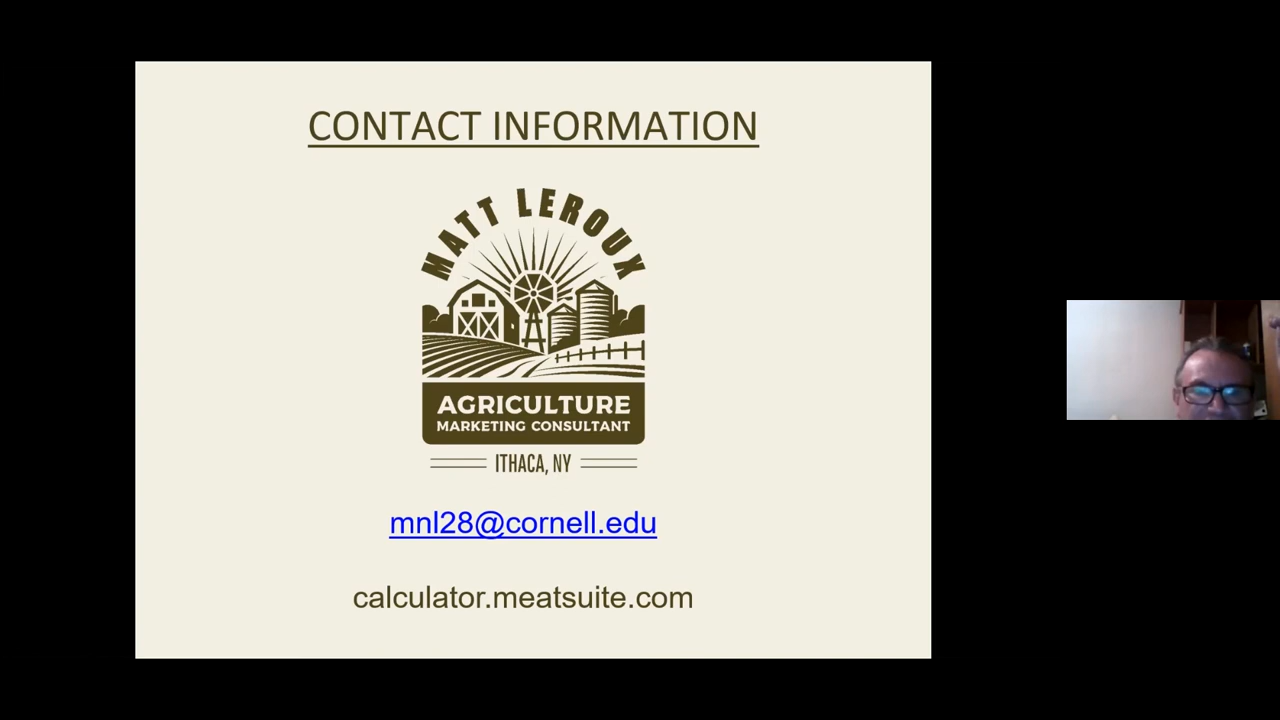 CONTACT INFORMATION
MATT LEROUX
AGRICULTURE
MARKETING CONSULTANT
ITHACA, NY
mnl28@cornell.edu
calculator.meatsuite.com